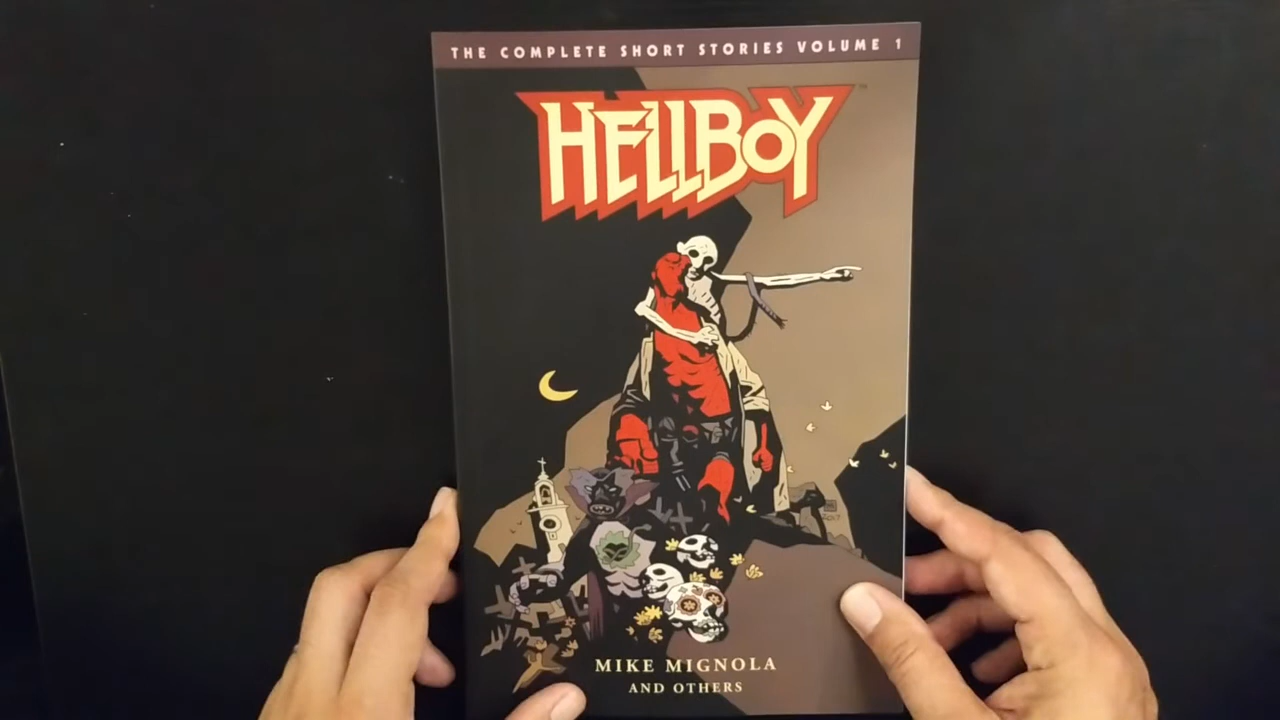 THE COMPLETE SHORT STORIES VOLUME 1
HELLBOY
MIKE MIGNOLA
AND OTHERS